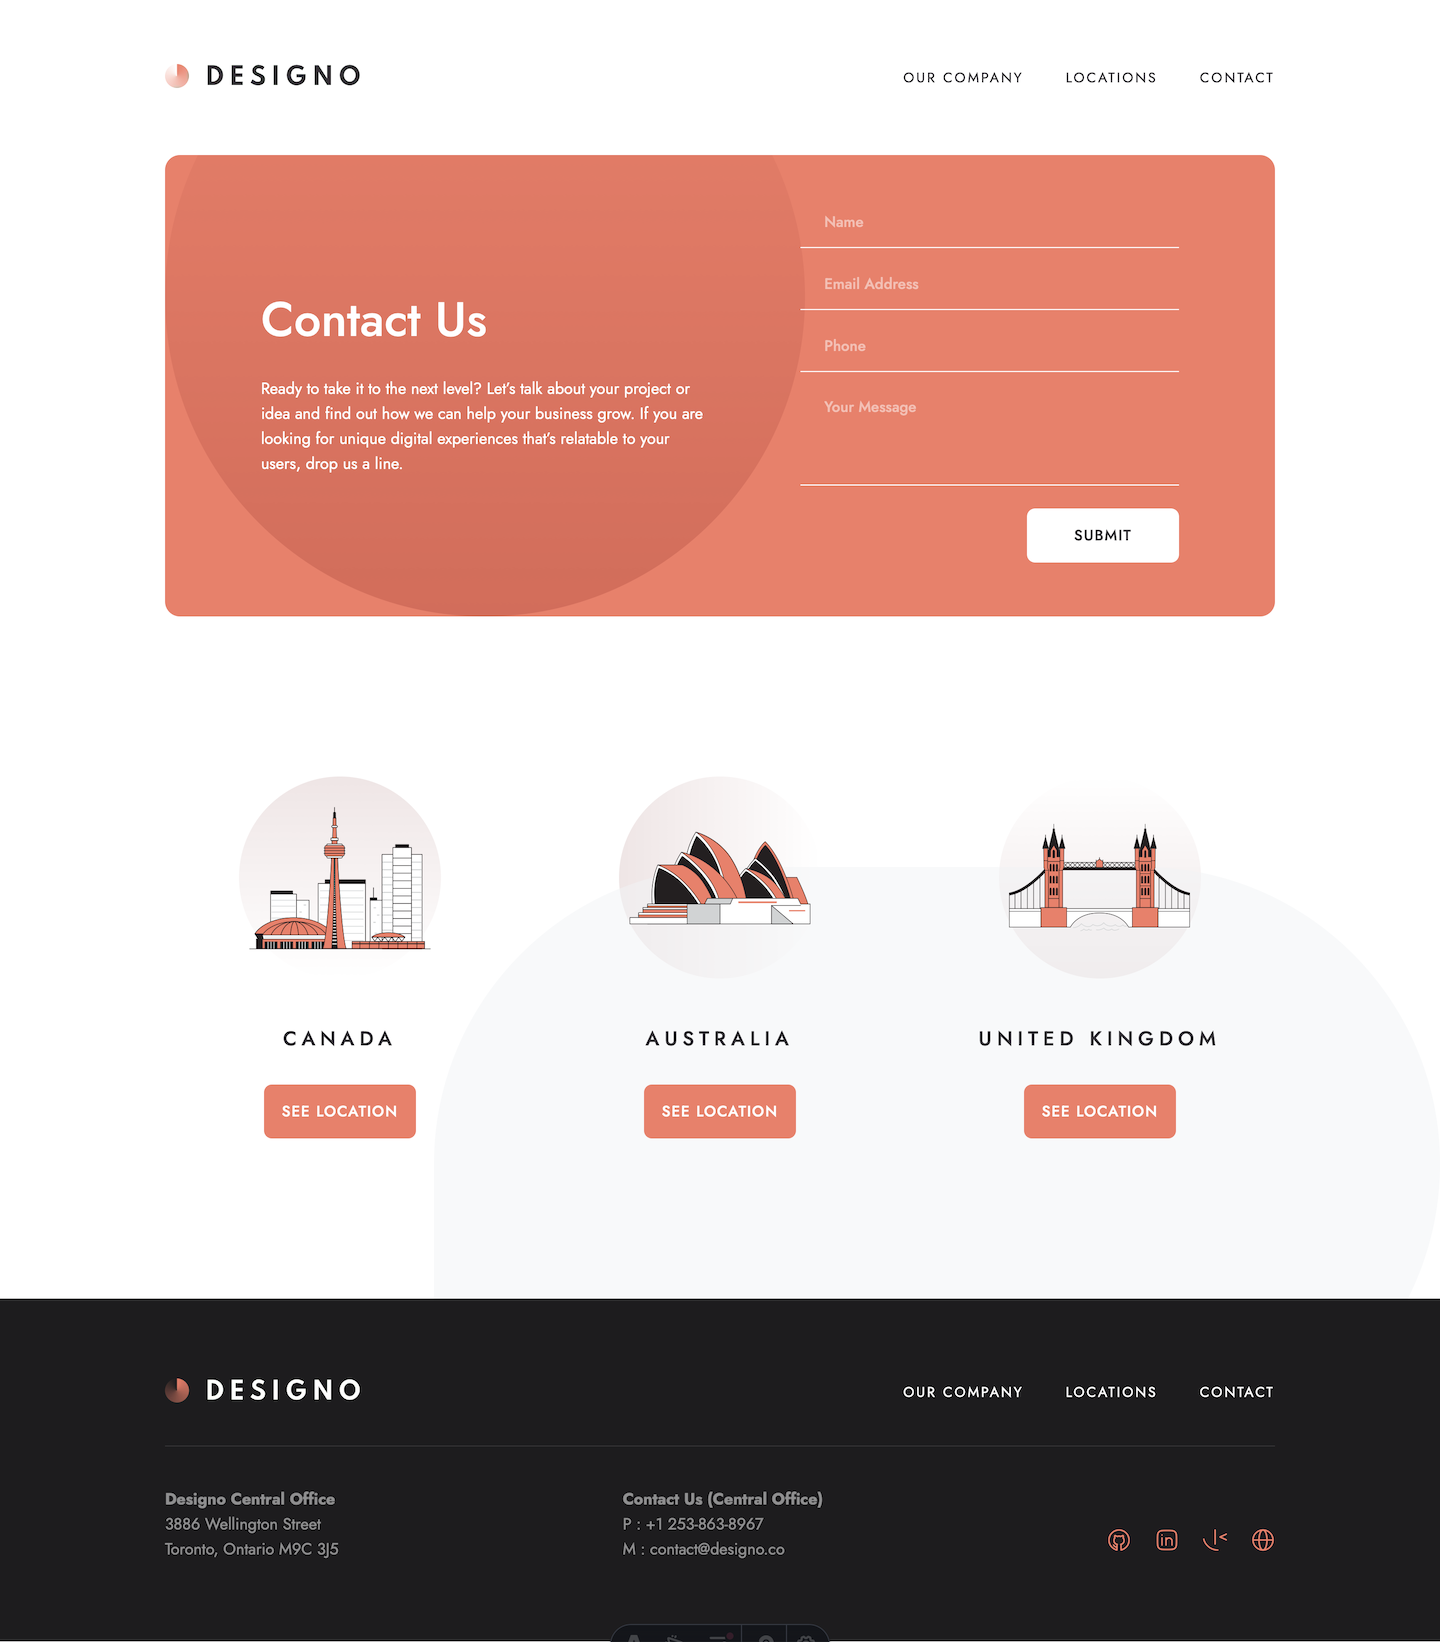 DESIGNO
OUR COMPANY
LOCATIONS
CONTACT
Contact Us
Ready to take it to the next level? Let’s talk about your project or
idea and find out how we can help your business grow. If you are
looking for unique digital experiences that’s relatable to your
users, drop us a line.
Name
Email Address
Phone
Your Message
SUBMIT
CANADA
SEE LOCATION
AUSTRALIA
SEE LOCATION
UNITED KINGDOM
SEE LOCATION
DESIGNO
OUR COMPANY
LOCATIONS
CONTACT
Designo Central Office
3886 Wellington Street
Toronto, Ontario M9C 3J5
Contact Us (Central Office)
P : +1 253-863-8967
M : contact@designo.co